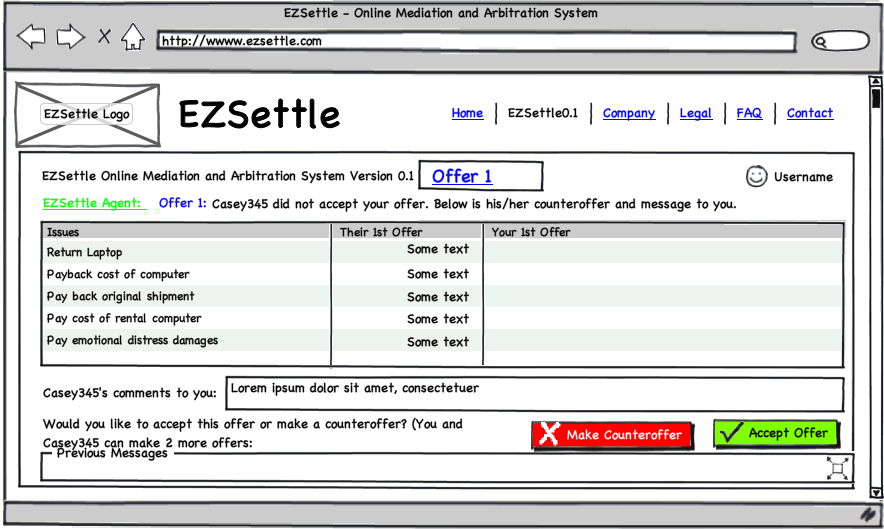 EZSettle - Online Mediation and Arbitration System
http://wwww.ezsettle.com
EZSettle Logo
EZSettle
Home | EZSettle0.1 | Company | Legal | FAQ | Contact
EZSettle Online Mediation and Arbitration System Version 0.1
Offer 1
Username
EZSettle Agent: Offer 1: Casey345 did not accept your offer. Below is his/her counteroffer and message to you.
Issues Their 1st Offer Your 1st Offer
Return Laptop Some text
Payback cost of computer Some text
Pay back original shipment Some text
Pay cost of rental computer Some text
Pay emotional distress damages Some text
Casey345's comments to you: Lorem ipsum dolor sit amet, consectetuer
Would you like to accept this offer or make a counteroffer? (You and
Casey345 can make 2 more offers:
Make Counteroffer
Accept Offer
Previous Messages